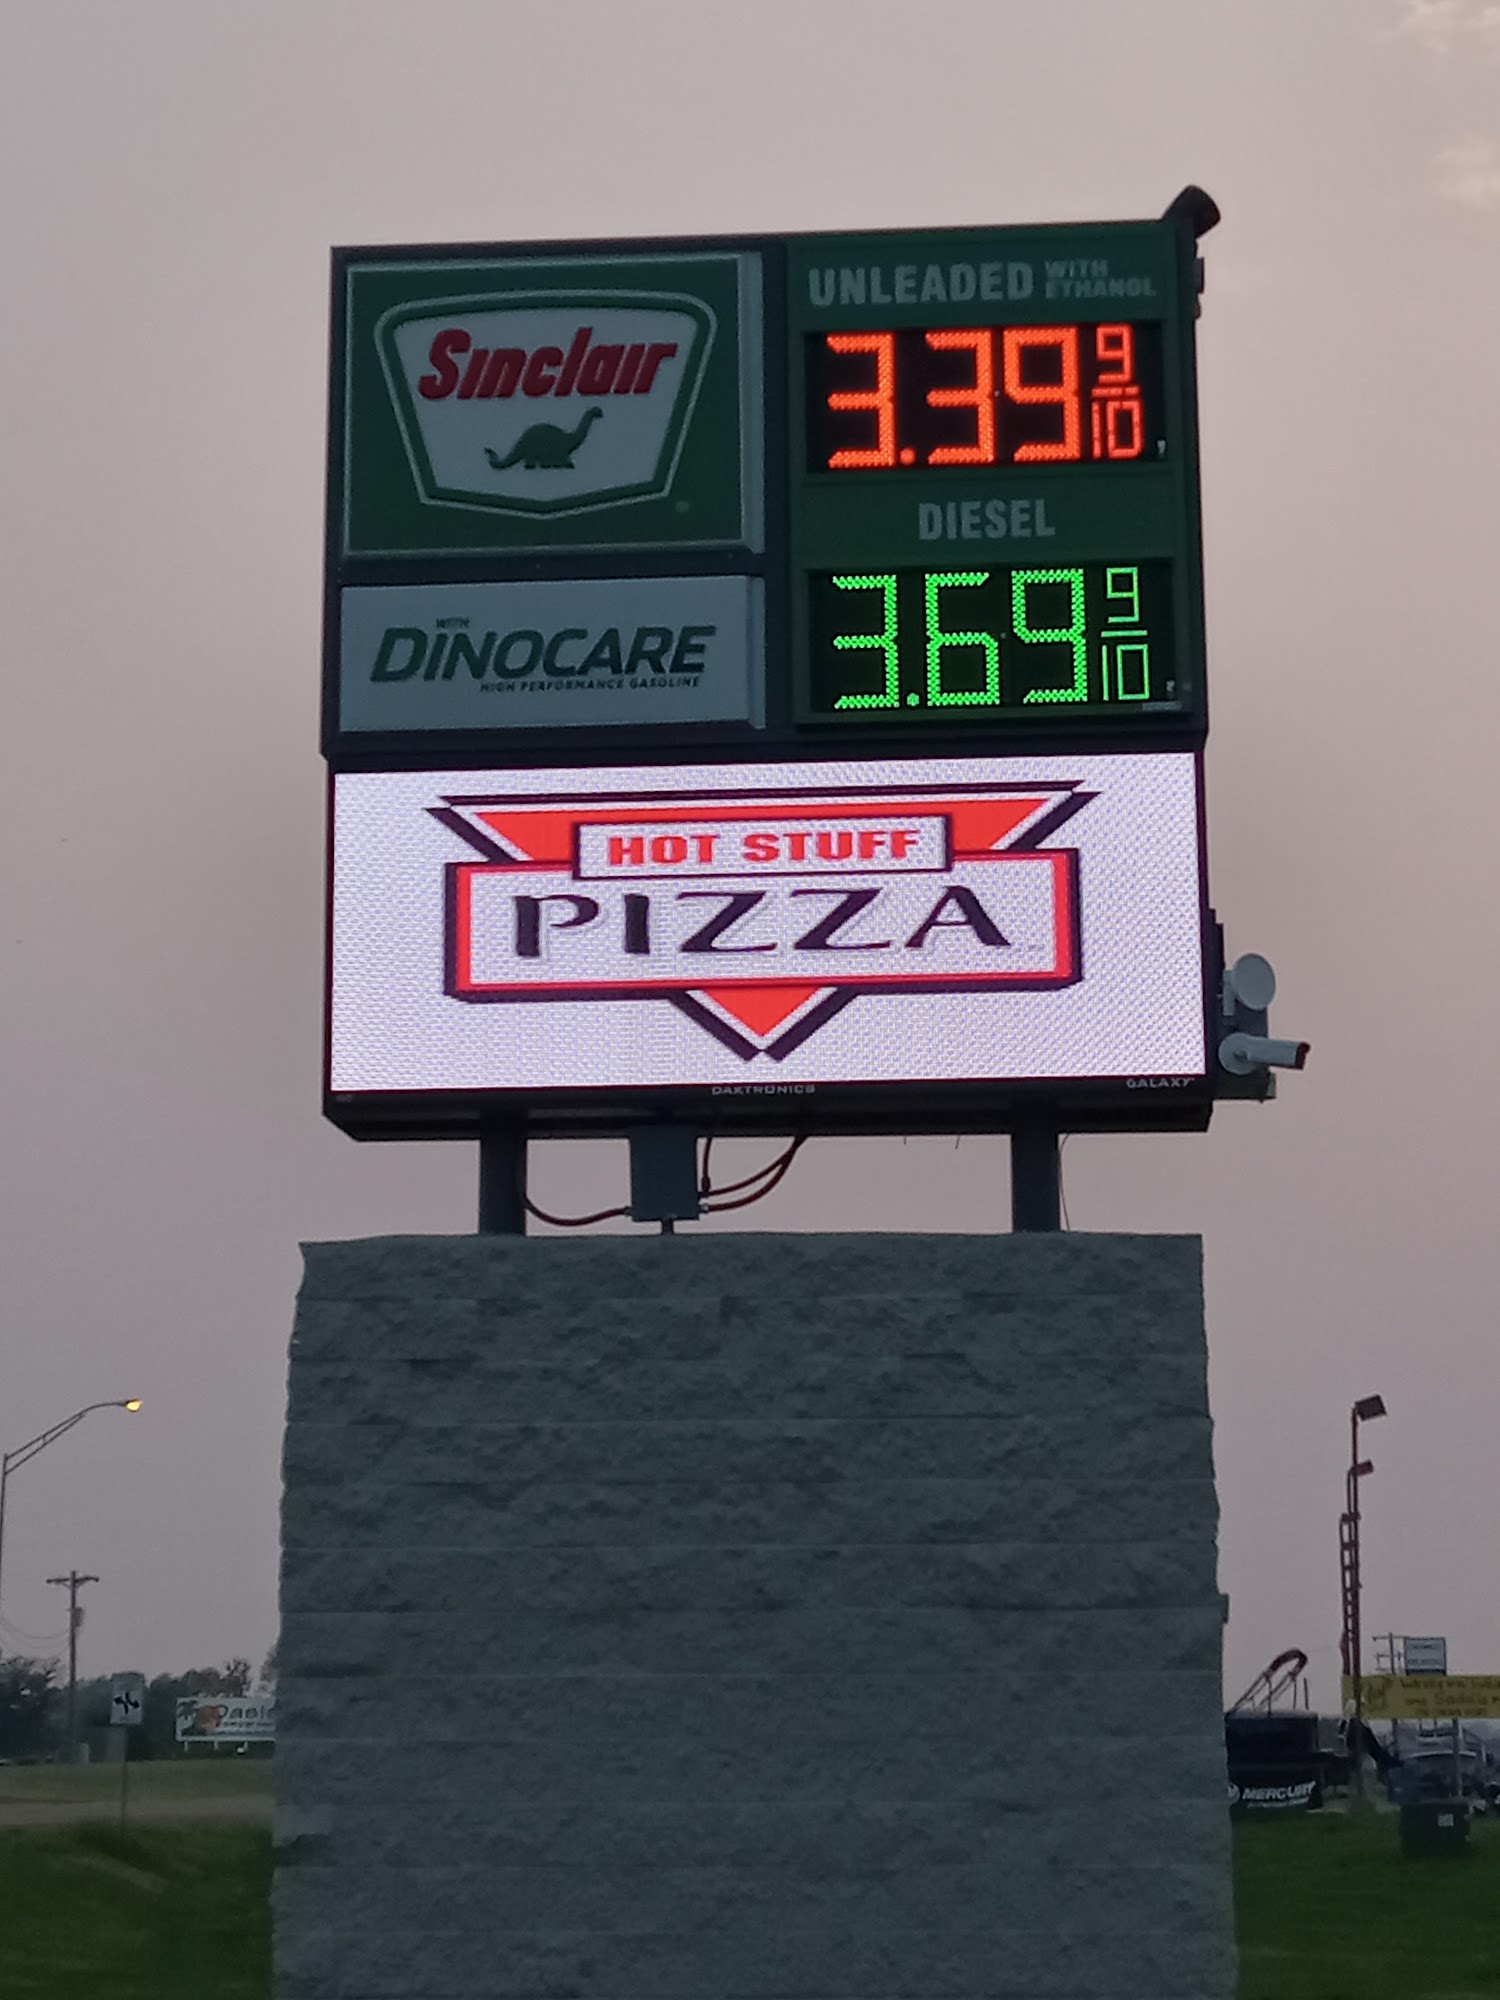 Sinclair
UNLEADED WITH ETHANOL
3.39 9/10
DIESEL
3.69 9/10
WITH
DINOCARE
HIGH PERFORMANCE GASOLINE
HOT STUFF
PIZZA
DAKTRONICS
GALAXY
MERCURY